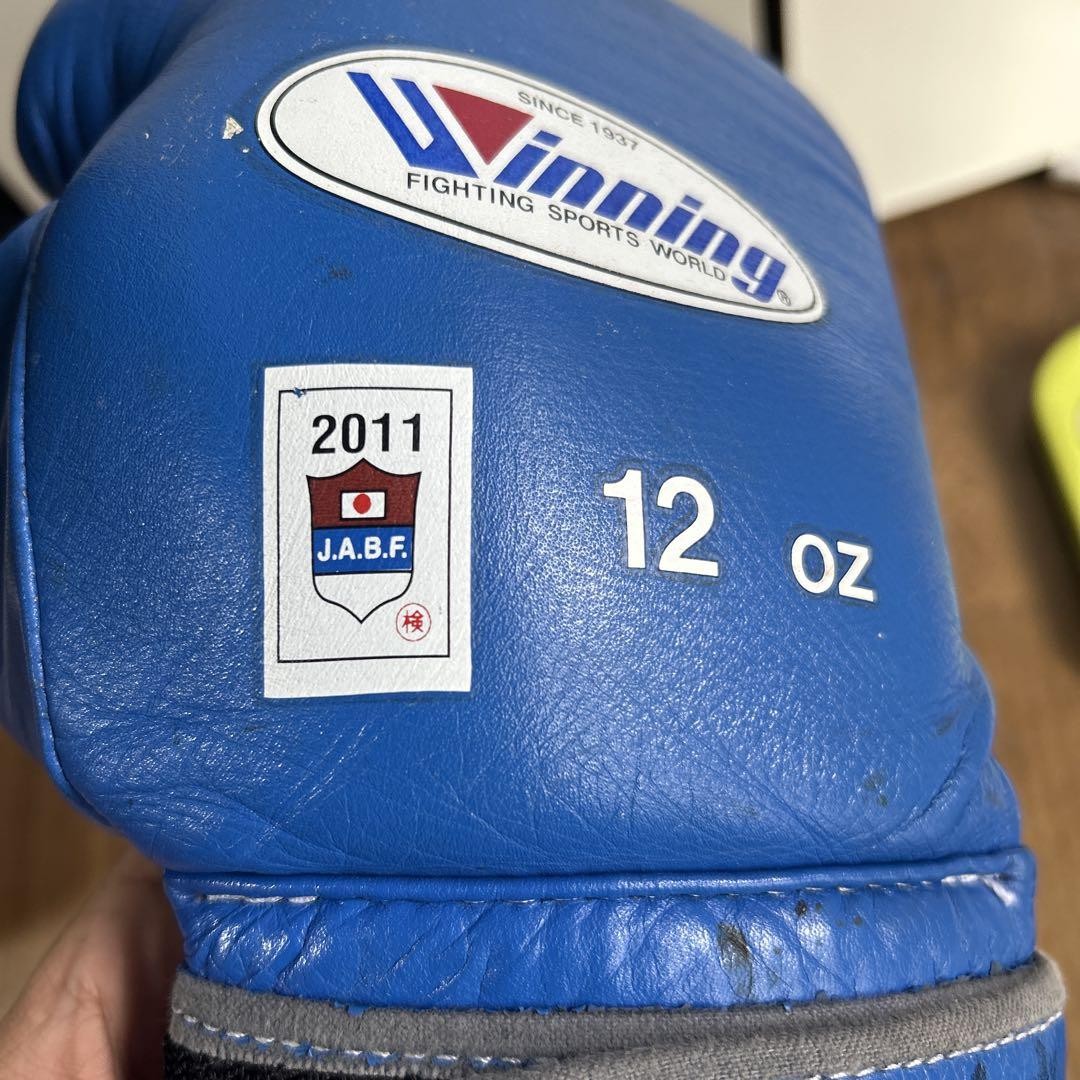 SINCE 1937
Winning®
FIGHTING SPORTS WORLD
2011
J.A.B.F.
検
12 oz